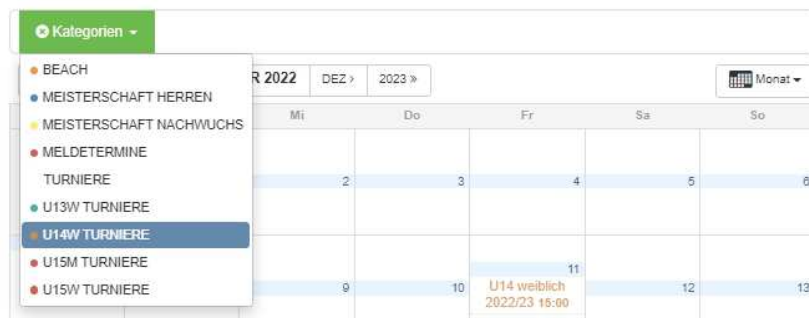 Kategorien
BEACH
MEISTERSCHAFT HERREN
MEISTERSCHAFT NACHWUCHS
MELDETERMINE
TURNIERE
U13W TURNIERE
U14W TURNIERE
U15M TURNIERE
U15W TURNIERE
R 2022 DEZ › 2023 » Monat
Mi Do Fr Sa So
2 3 4 5 6
9 10 11 12 13
U14 weiblich
2022/23 15:00